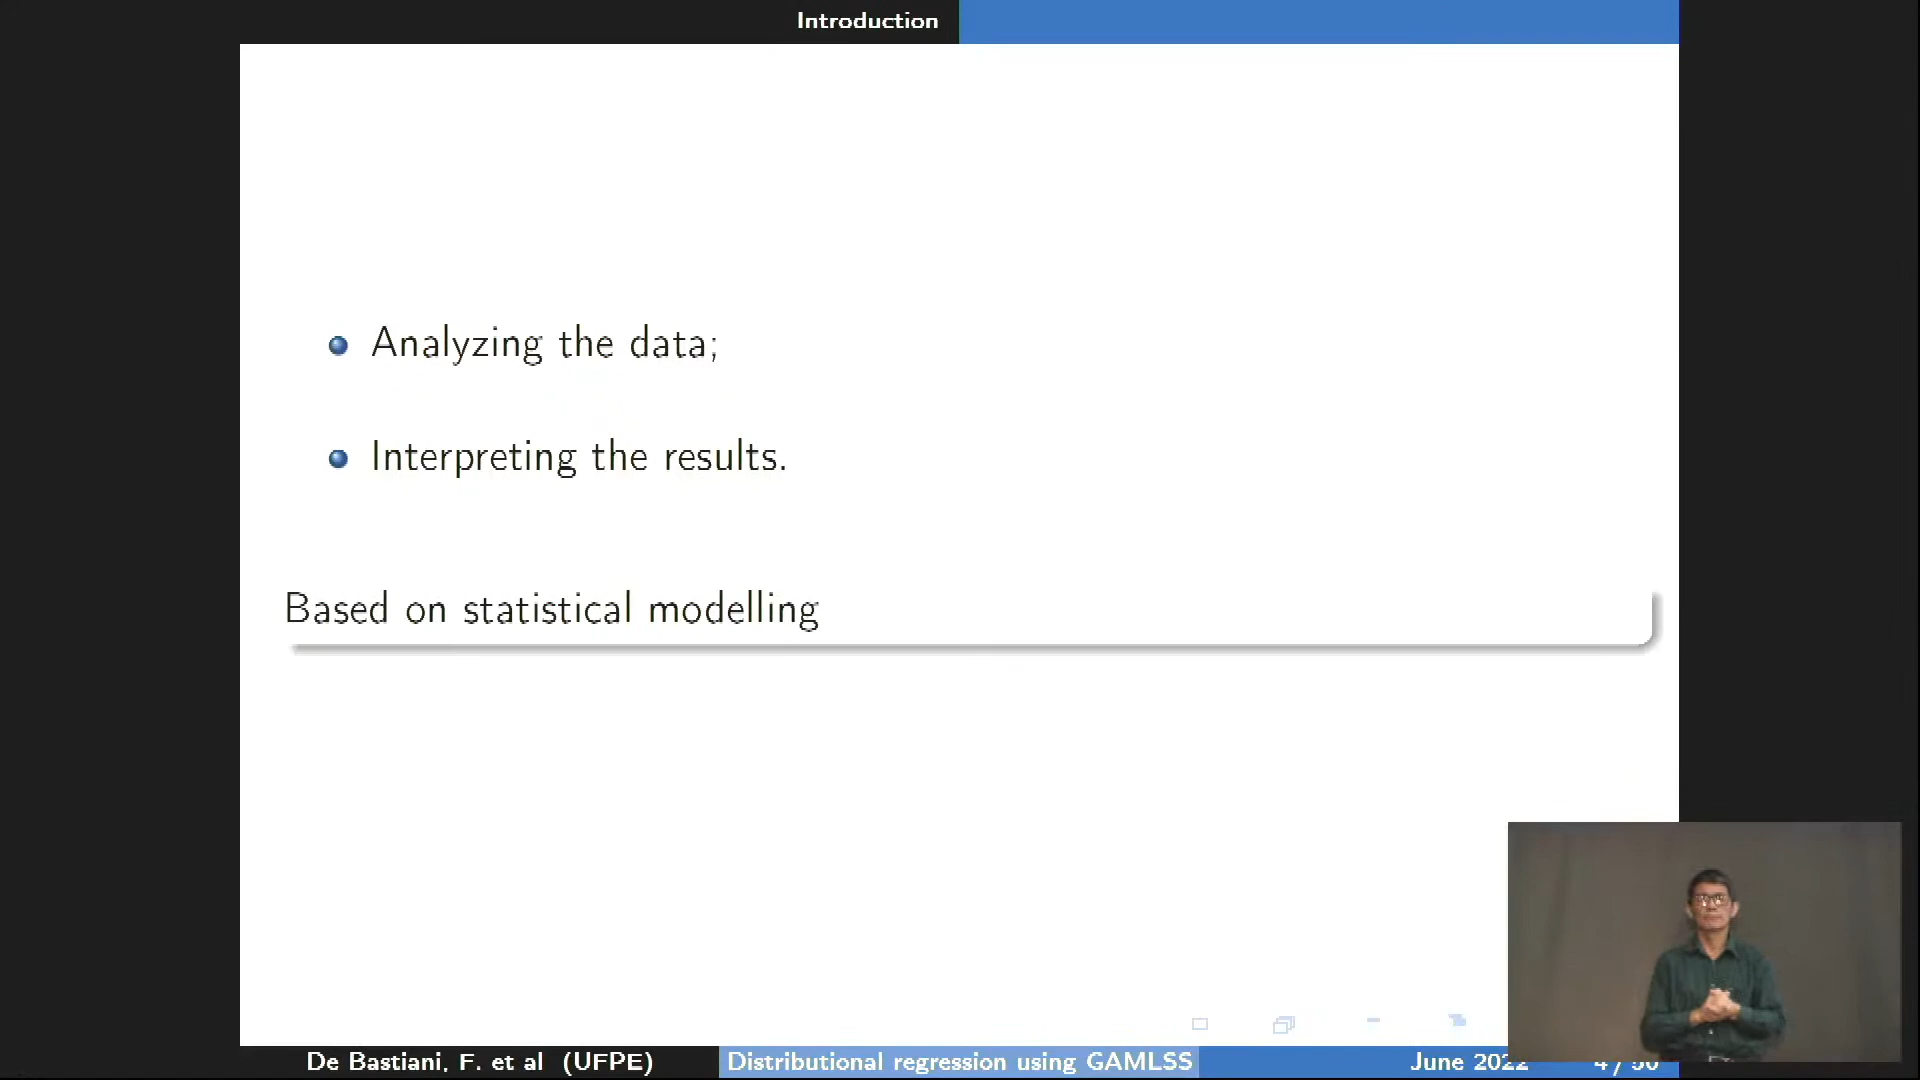 Introduction
Analyzing the data;
Interpreting the results.
Based on statistical modelling
De Bastiani, F. et al (UFPE) Distributional regression using GAMLSS June 2022